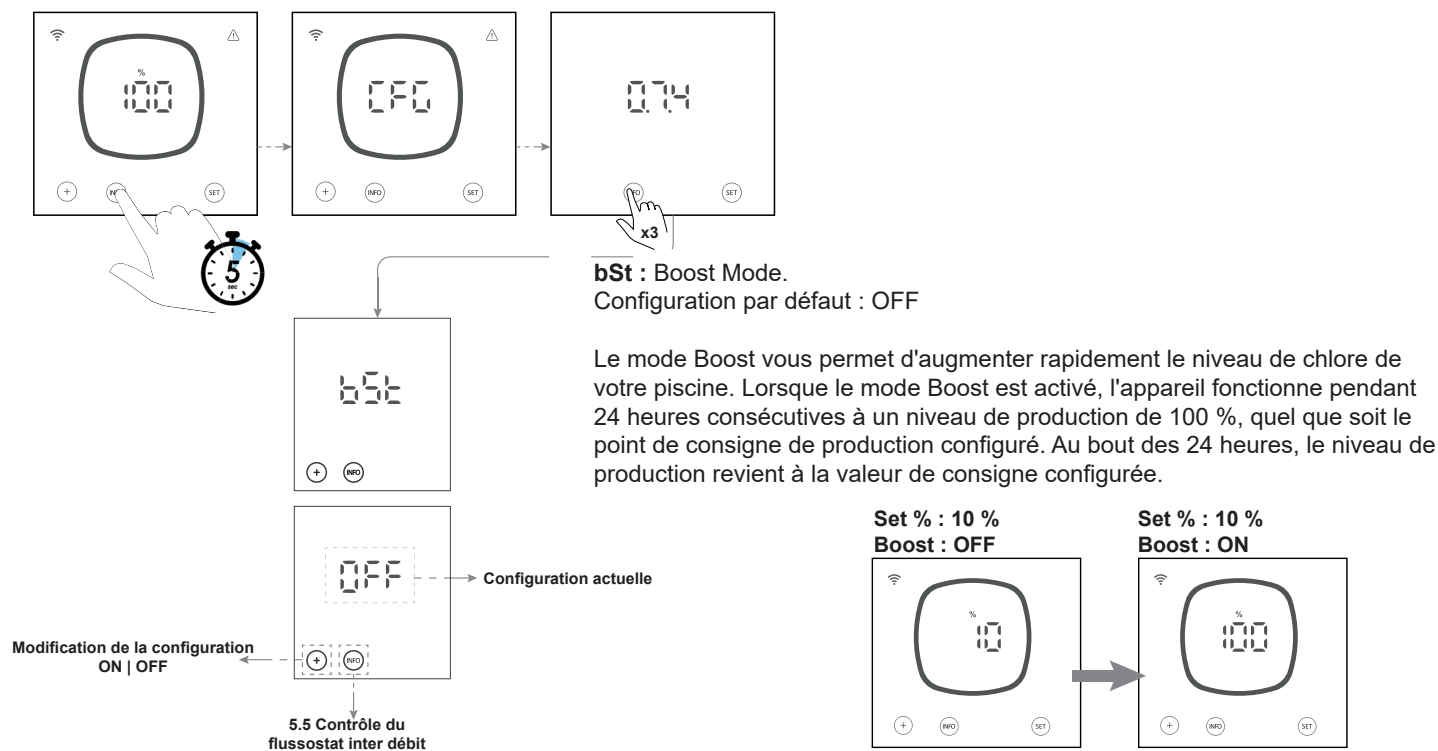 %
100
+
INFO
SET
5
sec
CFG
+
INFO
SET
0.7.4
SET
x3
bSt : Boost Mode.
Configuration par défaut : OFF
Le mode Boost vous permet d'augmenter rapidement le niveau de chlore de
votre piscine. Lorsque le mode Boost est activé, l'appareil fonctionne pendant
24 heures consécutives à un niveau de production de 100 %, quel que soit le
point de consigne de production configuré. Au bout des 24 heures, le niveau de
production revient à la valeur de consigne configurée.
bSt
+
INFO
OFF
Configuration actuelle
Modification de la configuration
ON | OFF
+
INFO
5.5 Contrôle du
flussostat inter débit
Set % : 10 %
Boost : OFF
%
10
+
INFO
SET
Set % : 10 %
Boost : ON
%
100
+
INFO
SET